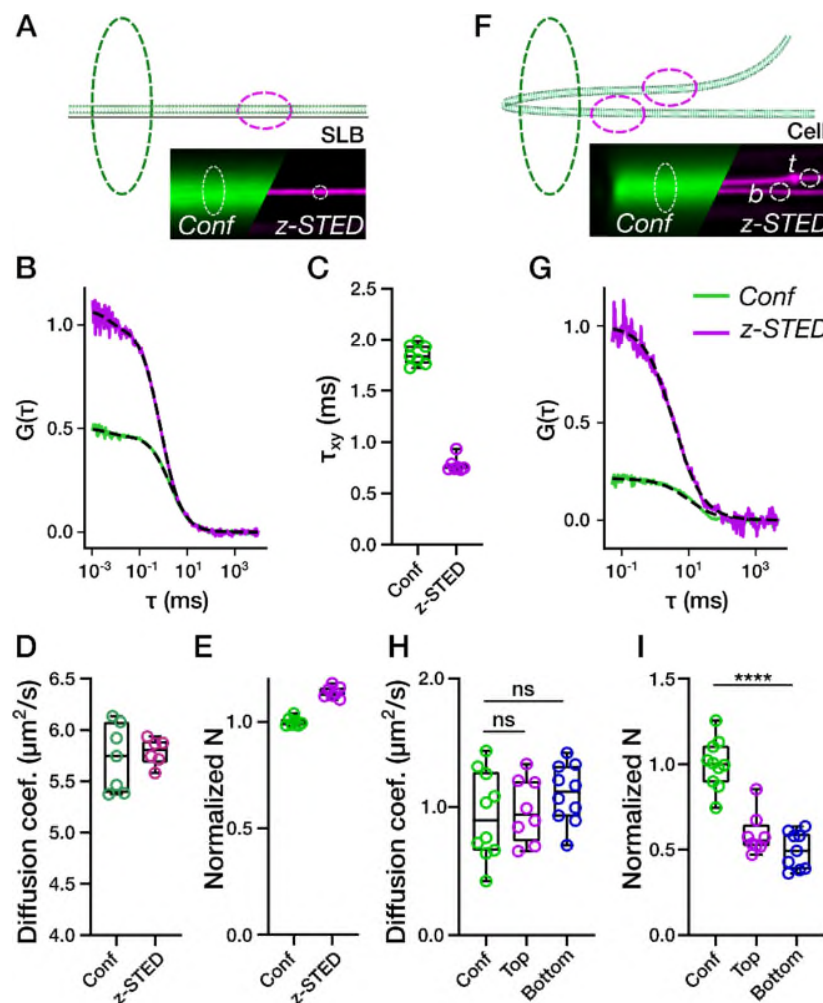 A
SLB
Conf
z-STED
F
Cell
Conf
t
b
z-STED
B
1.0
0.5
0.0
G(τ)
10-3
10-1
101
103
τ (ms)
C
2.5
2.0
1.5
1.0
0.5
0.0
τxy (ms)
Conf
z-STED
G
Conf
z-STED
1.0
0.5
0
G(τ)
10-1
101
103
τ (ms)
D
6.5
6.0
5.5
5.0
4.5
4.0
Diffusion coef. (μm2/s)
Conf
z-STED
E
1.0
0.0
Normalized N
Conf
z-STED
H
2.0
1.0
0.0
Diffusion coef. (μm2/s)
ns
ns
Conf
Top
Bottom
I
1.5
1.0
0.5
0.0
Normalized N
****
Conf
Top
Bottom